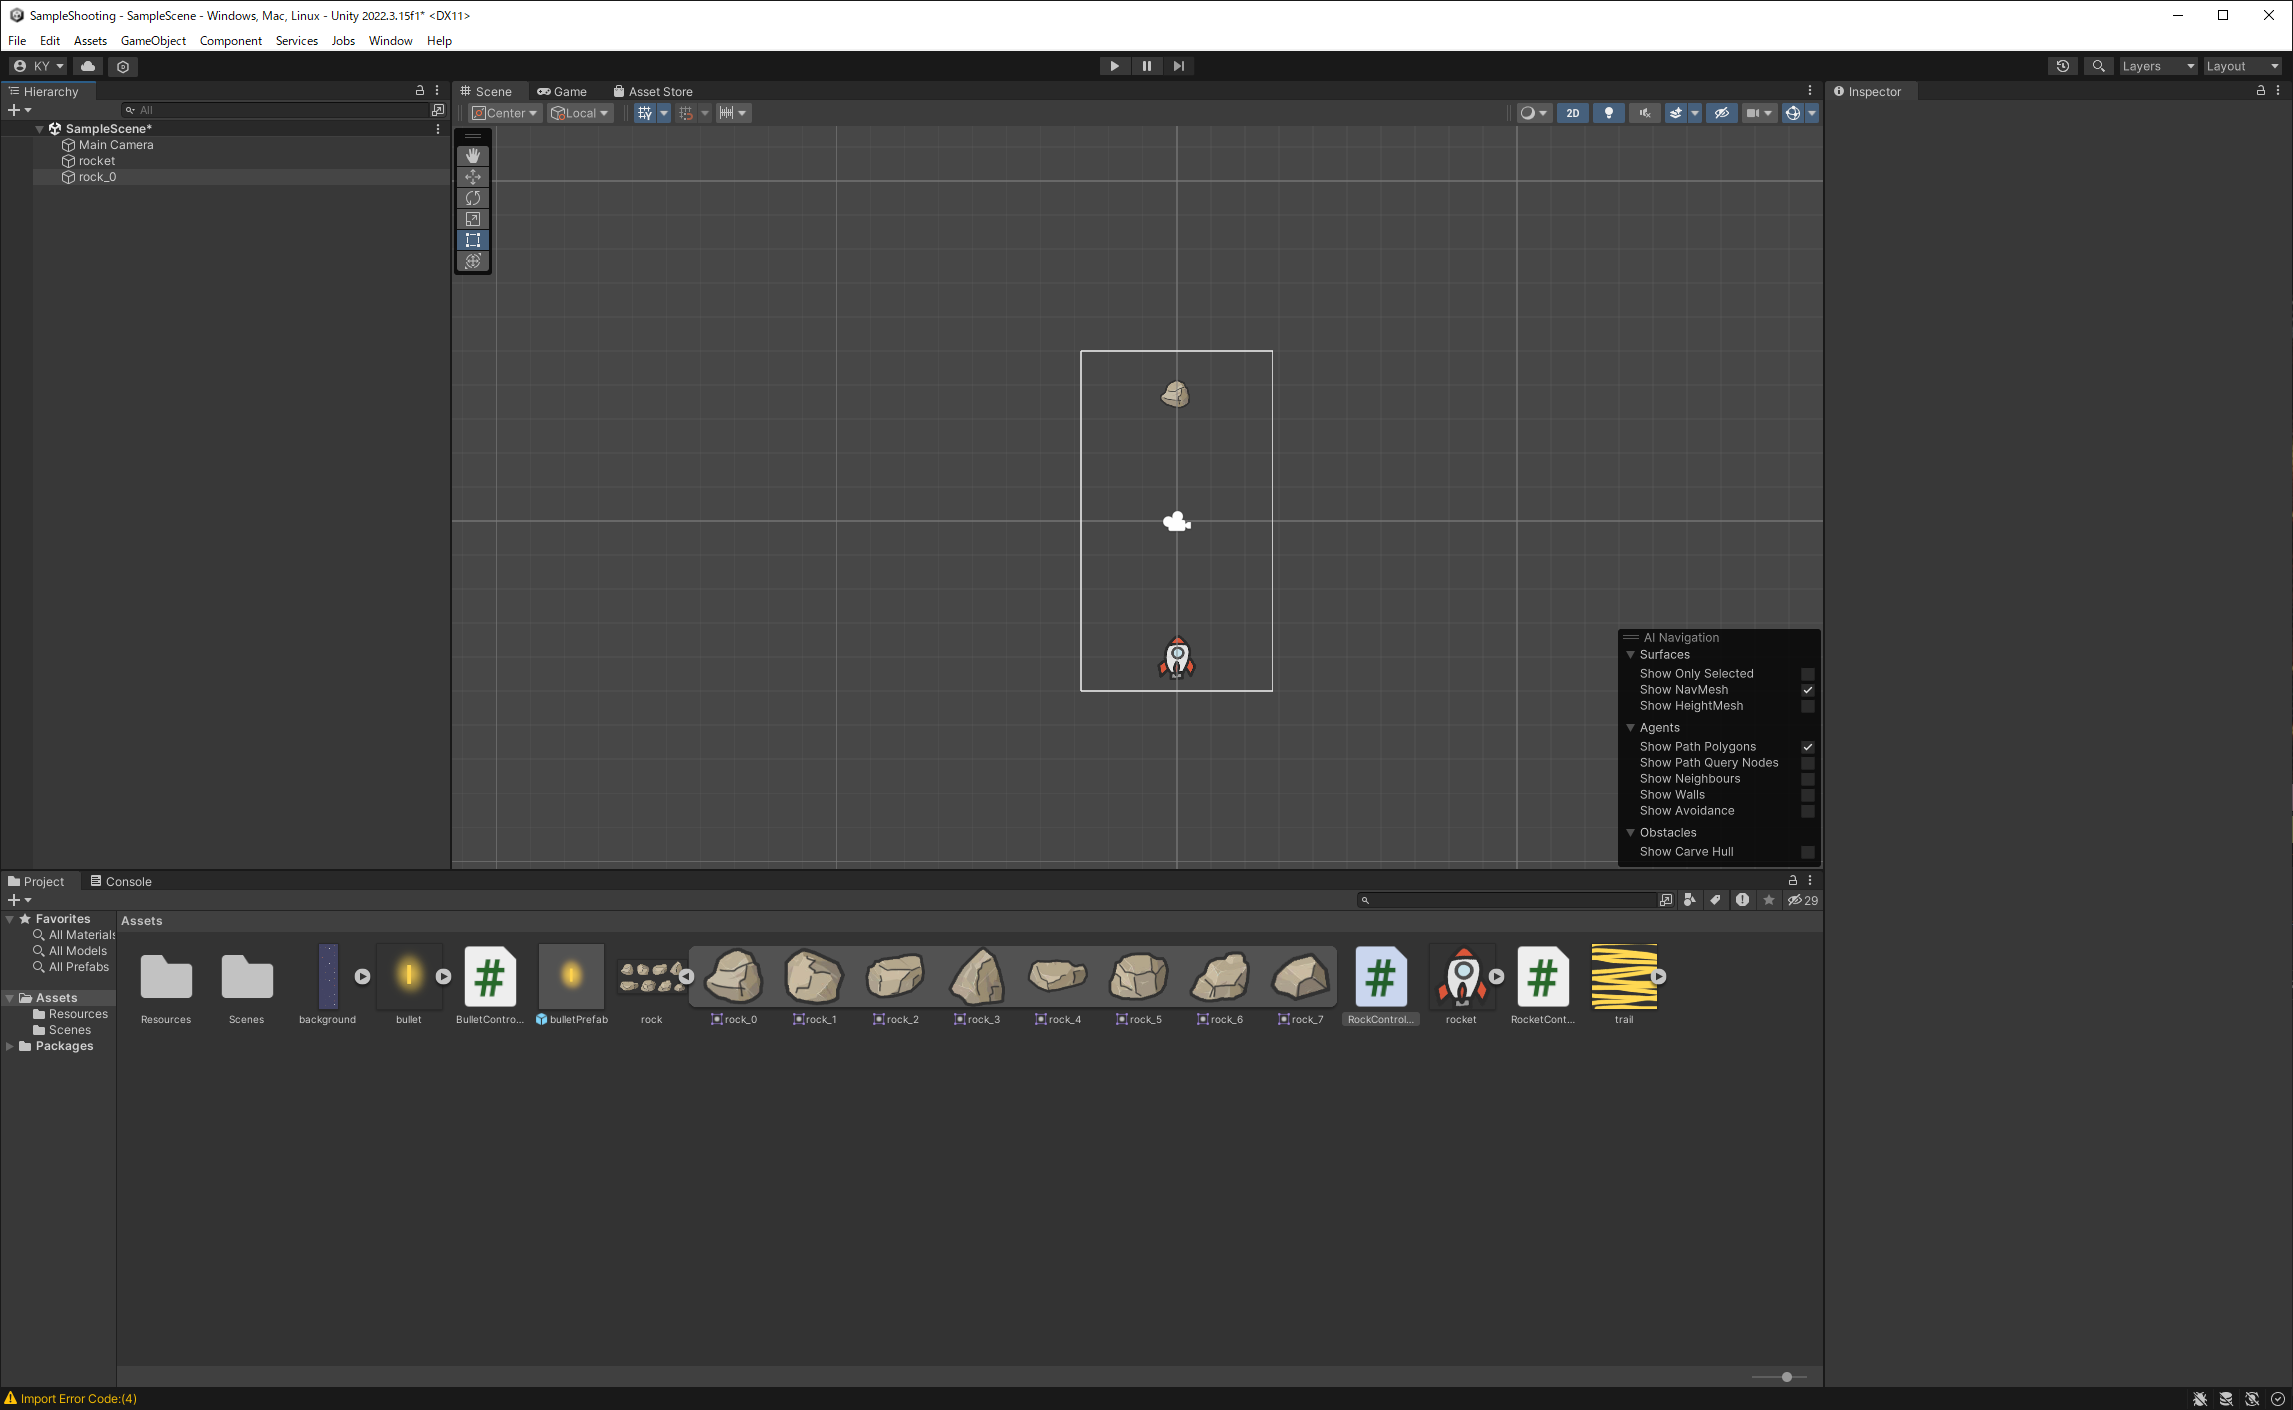 SampleShooting - SampleScene - Windows, Mac, Linux - Unity 2022.3.15f1* <DX11>
File Edit Assets GameObject Component Services Jobs Window Help
KY
Layers
Layout
Hierarchy
All
SampleScene*
Main Camera
rocket
rock_0
Scene
Game
Asset Store
Center
Local
2D
AI Navigation
Surfaces
Show Only Selected
Show NavMesh
Show HeightMesh
Agents
Show Path Polygons
Show Path Query Nodes
Show Neighbours
Show Walls
Show Avoidance
Obstacles
Show Carve Hull
Inspector
Project
Console
29
Favorites
All Materials
All Models
All Prefabs
Assets
Resources
Scenes
Packages
Assets
Resources
Scenes
background
bullet
BulletContro...
bulletPrefab
rock
rock_0
rock_1
rock_2
rock_3
rock_4
rock_5
rock_6
rock_7
RockControl...
rocket
RocketCont...
trail
Import Error Code:(4)